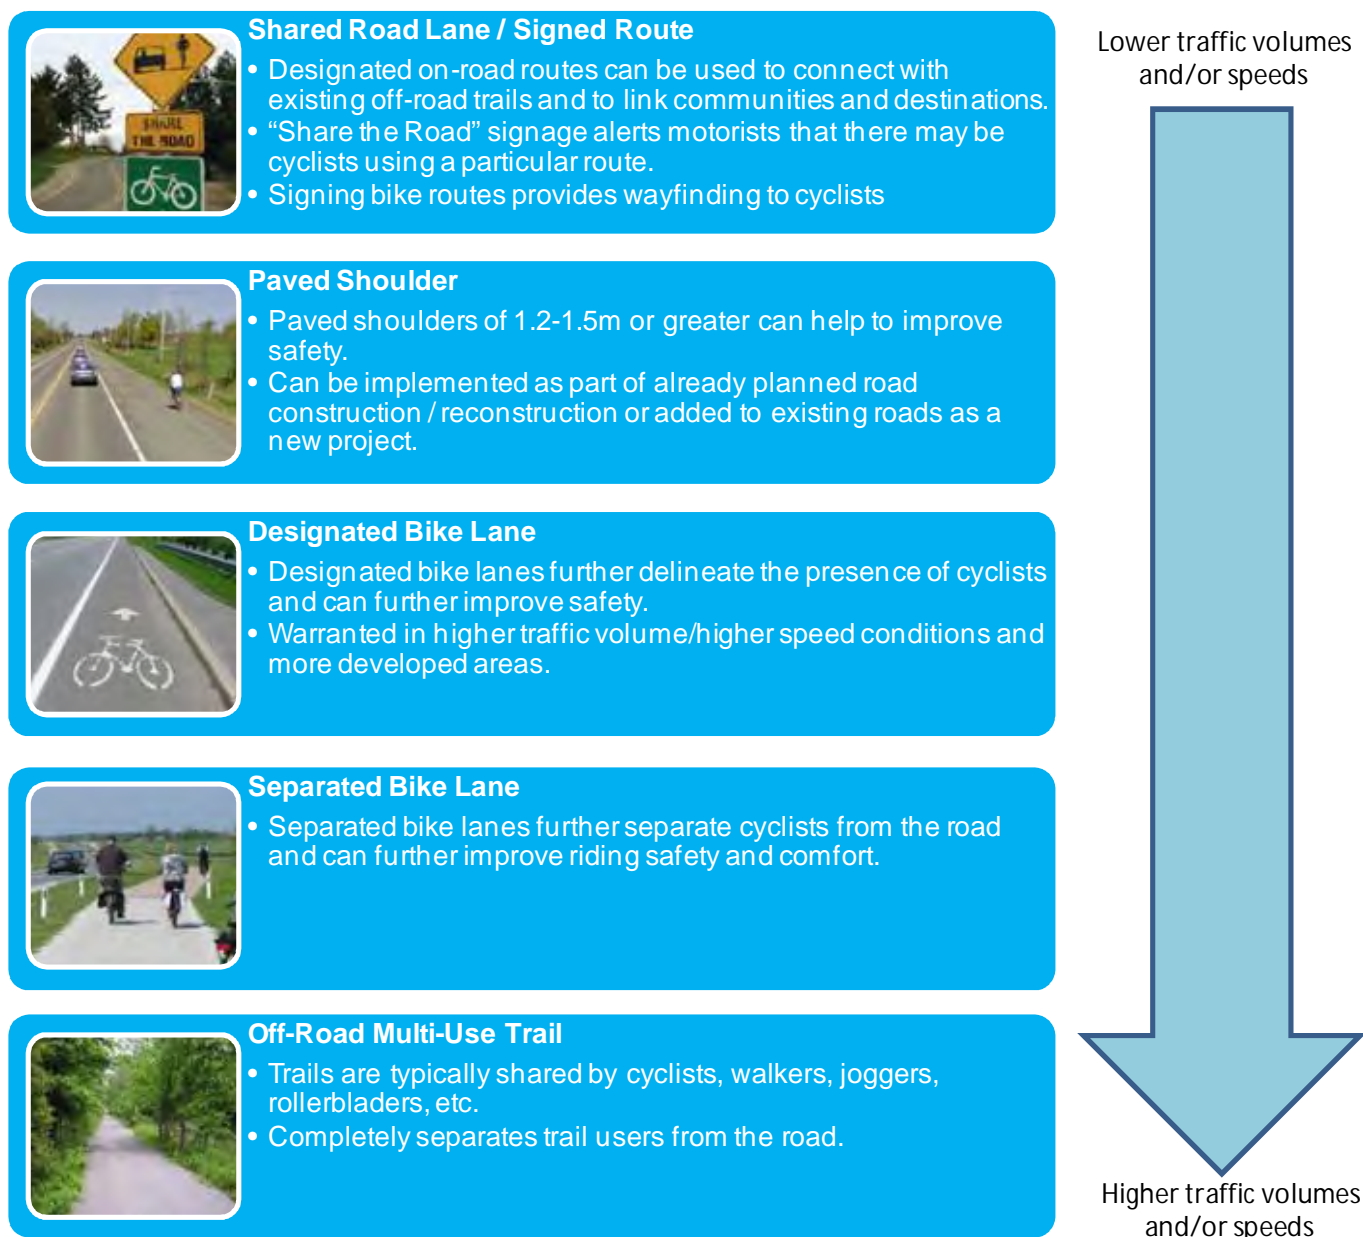 Shared Road Lane / Signed Route
• Designated on-road routes can be used to connect with
existing off-road trails and to link communities and destinations.
• “Share the Road” signage alerts motorists that there may be
cyclists using a particular route.
• Signing bike routes provides wayfinding to cyclists
SHARE
THE ROAD
Paved Shoulder
• Paved shoulders of 1.2-1.5m or greater can help to improve
safety.
• Can be implemented as part of already planned road
construction / reconstruction or added to existing roads as a
new project.
Designated Bike Lane
• Designated bike lanes further delineate the presence of cyclists
and can further improve safety.
• Warranted in higher traffic volume/higher speed conditions and
more developed areas.
Separated Bike Lane
• Separated bike lanes further separate cyclists from the road
and can further improve riding safety and comfort.
Off-Road Multi-Use Trail
• Trails are typically shared by cyclists, walkers, joggers,
rollerbladers, etc.
• Completely separates trail users from the road.
Lower traffic volumes
and/or speeds
Higher traffic volumes
and/or speeds